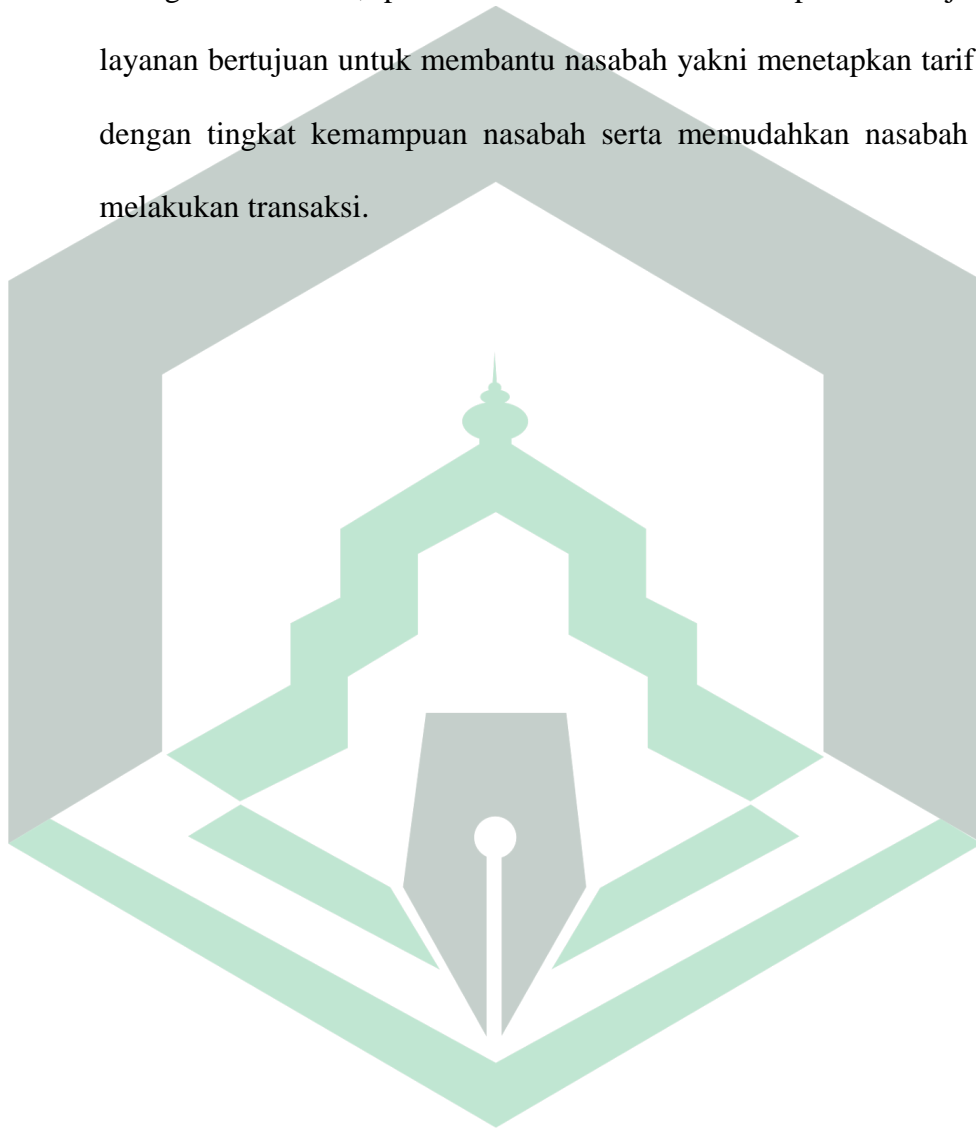 layanan bertujuan untuk membantu nasabah yakni menetapkan tarif
dengan tingkat kemampuan nasabah serta memudahkan nasabah
melakukan transaksi.